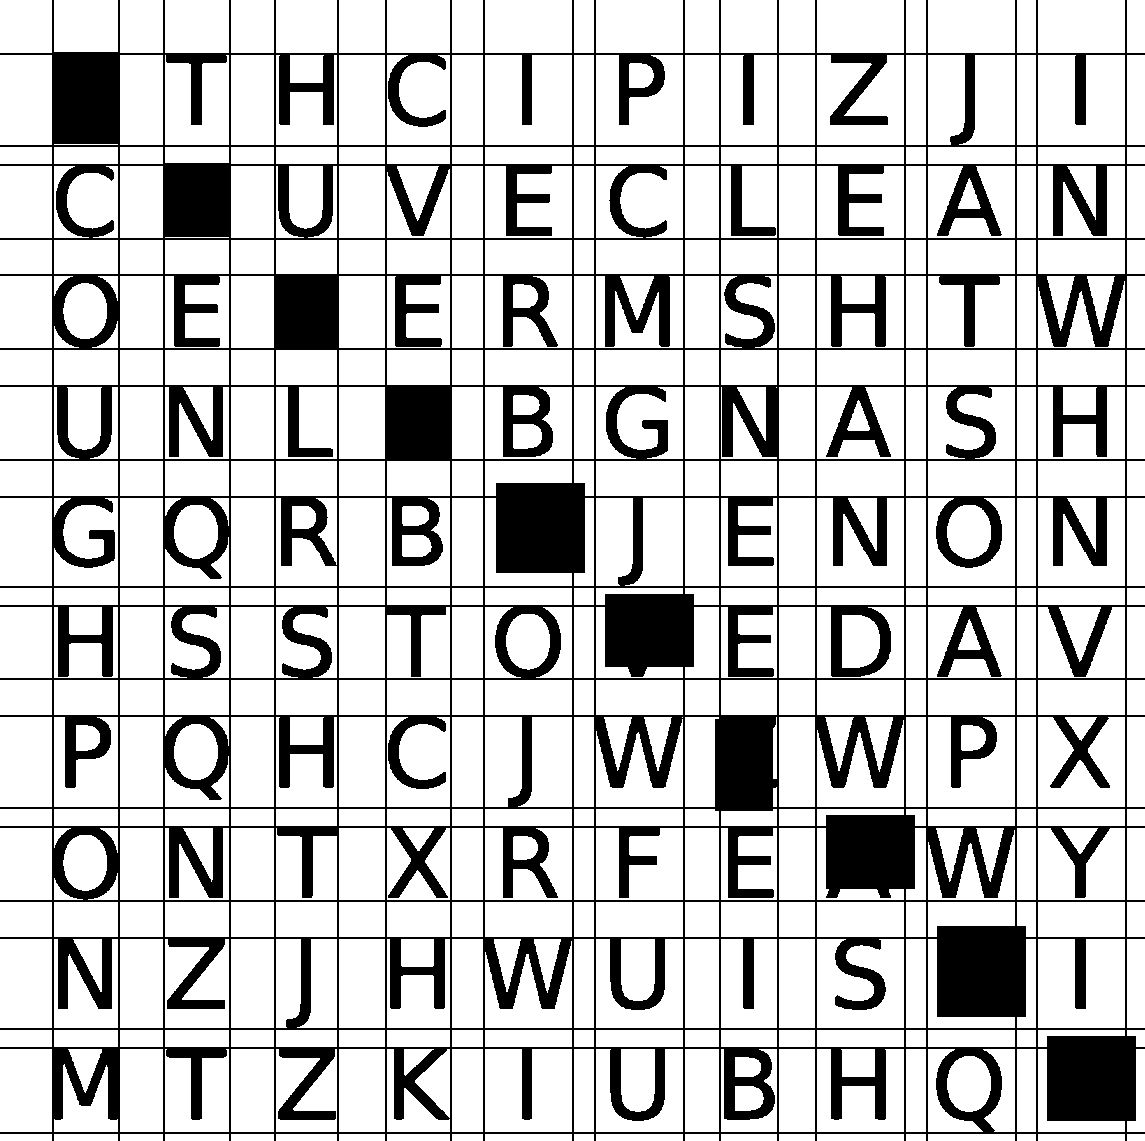 T H C I P I Z J I
C U V E C L E A N
O E E R M S H T W
U N L B G N A S H
G Q R B J E N O N
H S S T O E D A V
P Q H C J W W P X
O N T X R F E W Y
N Z J H W U I S I
M T Z K I U B H Q